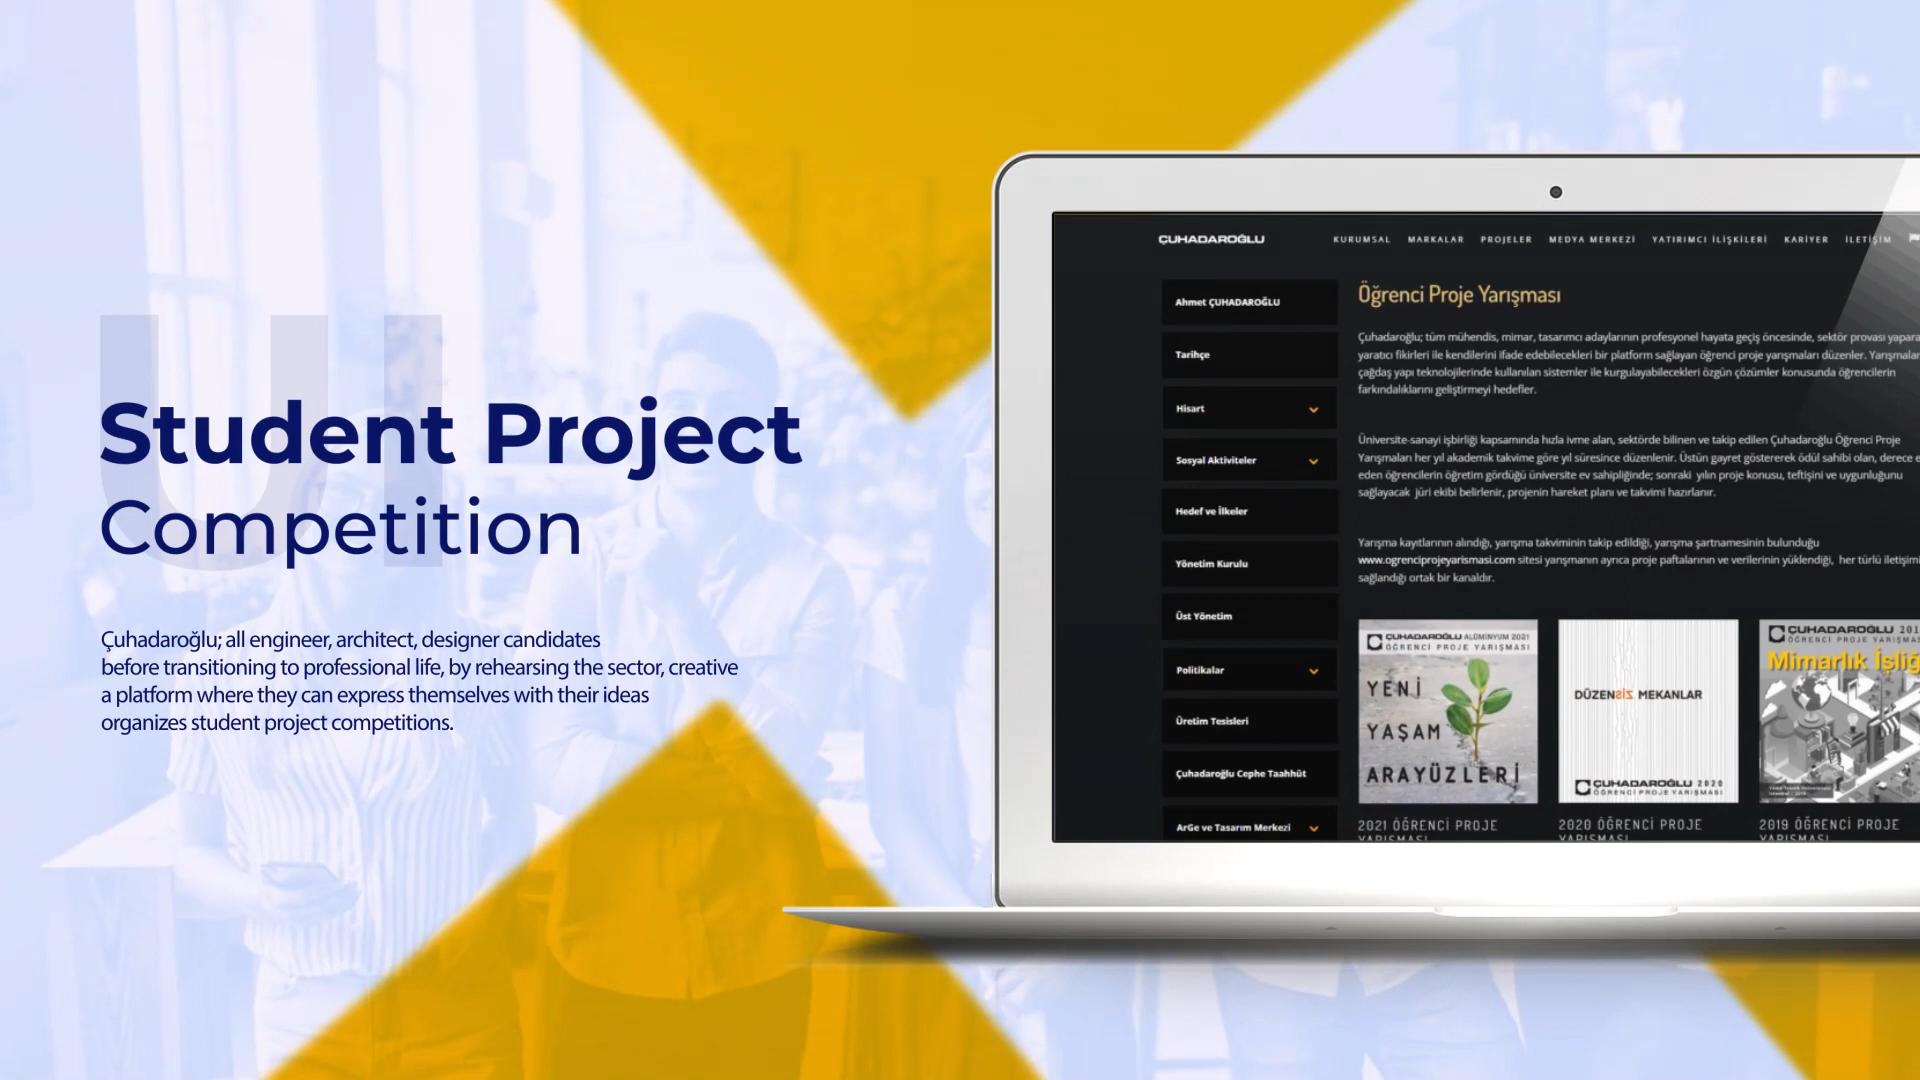 UI
Student Project
Competition
Çuhadaroğlu; all engineer, architect, designer candidates
before transitioning to professional life, by rehearsing the sector, creative
a platform where they can express themselves with their ideas
organizes student project competitions.
ÇUHADAROĞLU
KURUMSAL MARKALAR PROJELER MEDYA MERKEZİ YATIRIMCI İLİŞKİLERİ KARİYER İLETİŞİM
Ahmet ÇUHADAROĞLU
Tarihçe
Hisart
Sosyal Aktiviteler
Hedef ve İlkeler
Yönetim Kurulu
Üst Yönetim
Politikalar
Üretim Tesisleri
Çuhadaroğlu Cephe Taahhüt
ArGe ve Tasarım Merkezi
Öğrenci Proje Yarışması
Çuhadaroğlu; tüm mühendis, mimar, tasarımcı adaylarının profesyonel hayata geçiş öncesinde, sektör provası yapara
yaratıcı fikirleri ile kendilerini ifade edebilecekleri bir platform sağlayan öğrenci proje yarışmaları düzenler. Yarışmalar
çağdaş yapı teknolojilerinde kullanılan sistemler ile kurgulayabilecekleri özgün çözümler konusunda öğrencilerin
farkındalıklarını geliştirmeyi hedefler.
Üniversite-sanayi işbirliği kapsamında hızla ivme alan, sektörde bilinen ve takip edilen Çuhadaroğlu Öğrenci Proje
Yarışmaları her yıl akademik takvime göre yıl süresince düzenlenir. Üstün gayret göstererek ödül sahibi olan, derece e
eden öğrencilerin öğretim gördüğü üniversite ev sahipliğinde; sonraki yılın proje konusu, teftişini ve uygunluğunu
sağlayacak jüri ekibi belirlenir, projenin hareket planı ve takvimi hazırlanır.
Yarışma kayıtlarının alındığı, yarışma takviminin takip edildiği, yarışma şartnamesinin bulunduğu
www.ogrenciprojeyarismasi.com sitesi yarışmanın ayrıca proje paftalarının ve verilerinin yüklendiği, her türlü iletişimi
sağlandığı ortak bir kanaldır.
ÇUHADAROĞLU ALÜMİNYUM 2021
ÖĞRENCİ PROJE YARIŞMASI
YENİ
YAŞAM
ARAYÜZLERİ
2021 ÖĞRENCİ PROJE
YARIŞMASI
DÜZENSİZ MEKANLAR
ÇUHADAROĞLU 2020
ÖĞRENCİ PROJE YARIŞMASI
2020 ÖĞRENCİ PROJE
YARIŞMASI
ÇUHADAROĞLU 201
ÖĞRENCİ PROJE YARIŞMAS
Mimarlık İşliğ
2019 ÖĞRENCİ PROJE
YARIŞMASI